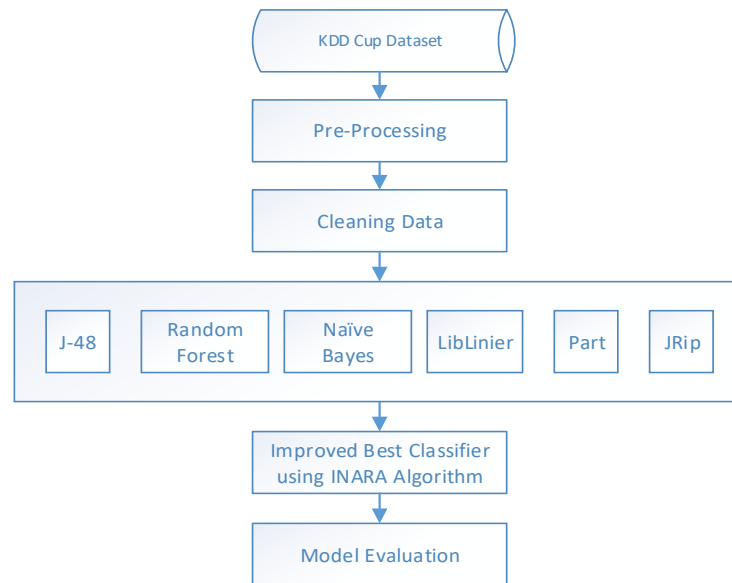 KDD Cup Dataset
Pre-Processing
Cleaning Data
J-48
Random
Forest
Naïve
Bayes
LibLinier
Part
JRip
Improved Best Classifier
using INARA Algorithm
Model Evaluation